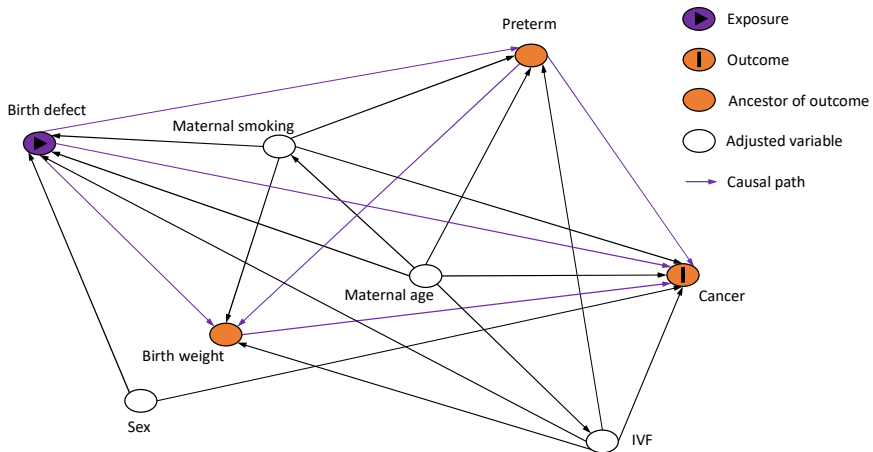 Preterm
Exposure
Outcome
Birth defect
Ancestor of outcome
Maternal smoking
Adjusted variable
Causal path
Maternal age
Cancer
Birth weight
Sex
IVF